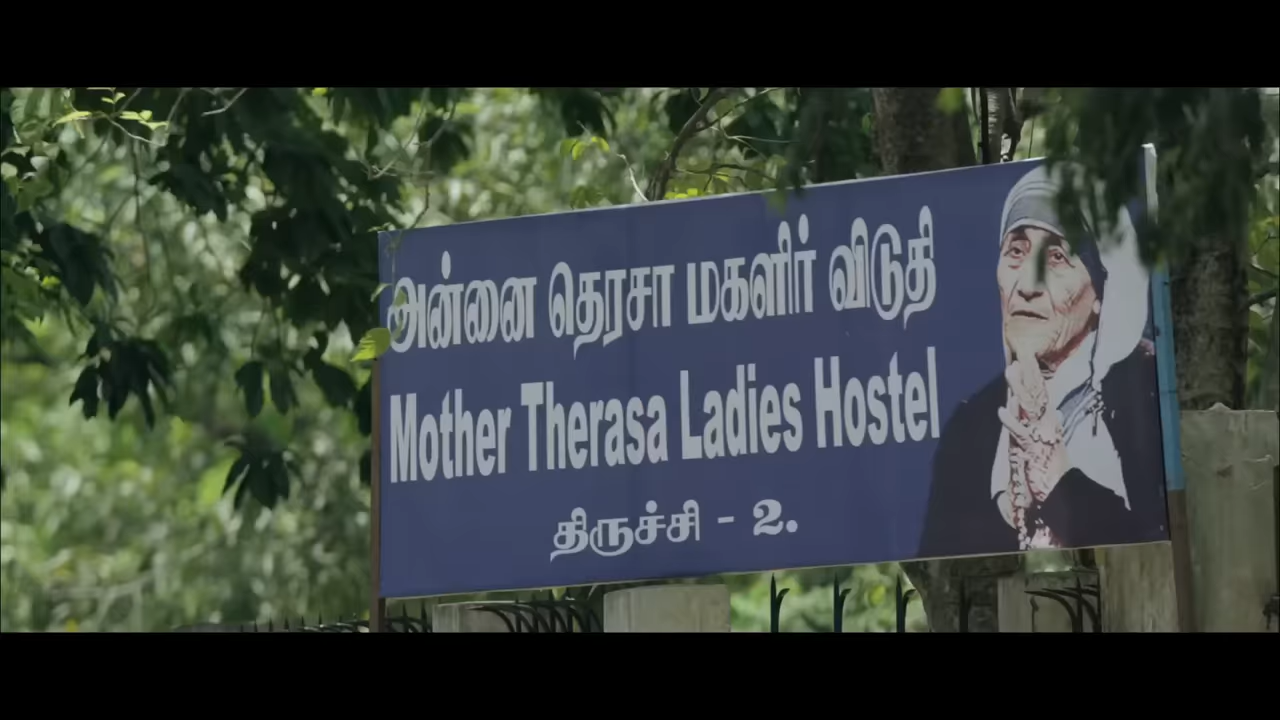 அன்னை தெரசா மகளிர் விடுதி
Mother Therasa Ladies Hostel
திருச்சி - 2.